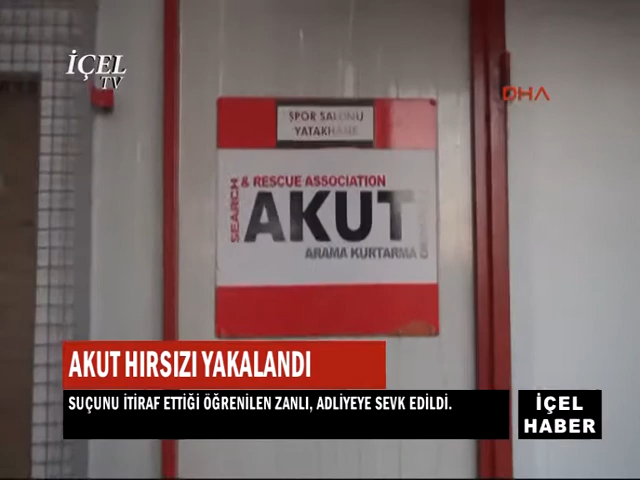 İÇEL
TV
DHA
SPOR SALONU
YATAKHANE
SEARCH
& RESCUE ASSOCIATION
AKUT
ARAMA KURTARMA
AKUT HIRSIZI YAKALANDI
SUÇUNU İTİRAF ETTİĞİ ÖĞRENİLEN ZANLI, ADLİYEYE SEVK EDİLDİ.
İÇEL
HABER